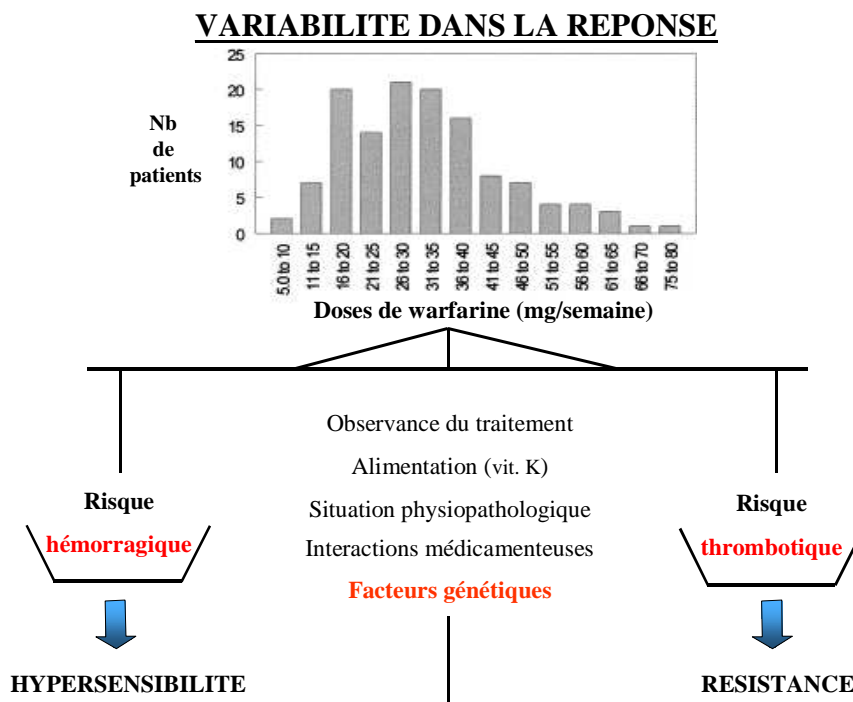 VARIABILITE DANS LA REPONSE
25
20
15
10
5
0
Nb
de
patients
5.0 to 10
11 to 15
16 to 20
21 to 25
26 to 30
31 to 35
36 to 40
41 to 45
46 to 50
51 to 55
56 to 60
61 to 65
66 to 70
75 to 80
Doses de warfarine (mg/semaine)
Observance du traitement
Alimentation (vit. K)
Situation physiopathologique
Interactions médicamenteuses
Facteurs génétiques
Risque
hémorragique
HYPERSENSIBILITE
Risque
thrombotique
RESISTANCE